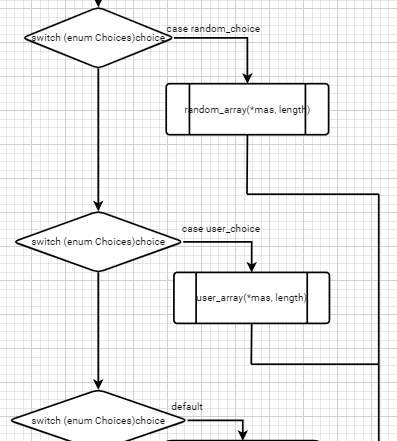 case random_choice
switch (enum Choices)choice
random_array(*mas, length)
case user_choice
switch (enum Choices)choice
user_array(*mas, length)
default
switch (enum Choices)choice